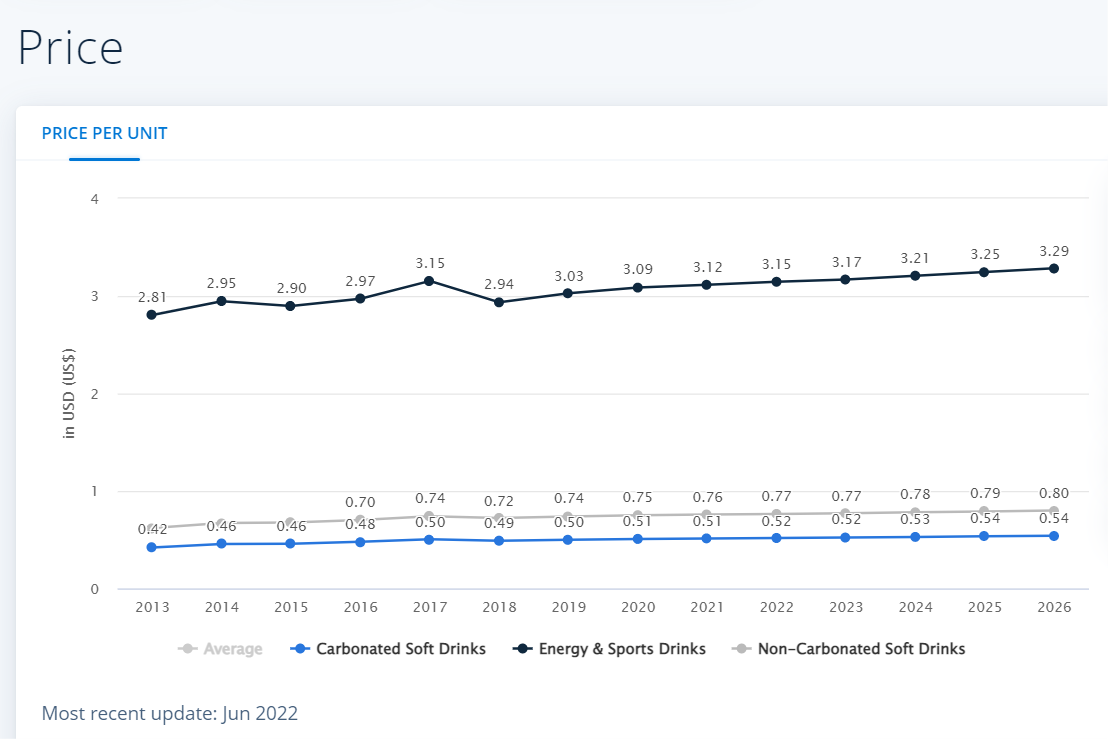 Price
PRICE PER UNIT
in USD (US$)
4
3
2
1
0
2.81 2.95 2.90 2.97 3.15 2.94 3.03 3.09 3.12 3.15 3.17 3.21 3.25 3.29
0.70 0.74 0.72 0.74 0.75 0.76 0.77 0.77 0.78 0.79 0.80
0.42 0.46 0.46 0.48 0.50 0.49 0.50 0.51 0.51 0.52 0.52 0.53 0.54 0.54
2013 2014 2015 2016 2017 2018 2019 2020 2021 2022 2023 2024 2025 2026
Average Carbonated Soft Drinks Energy & Sports Drinks Non-Carbonated Soft Drinks
Most recent update: Jun 2022